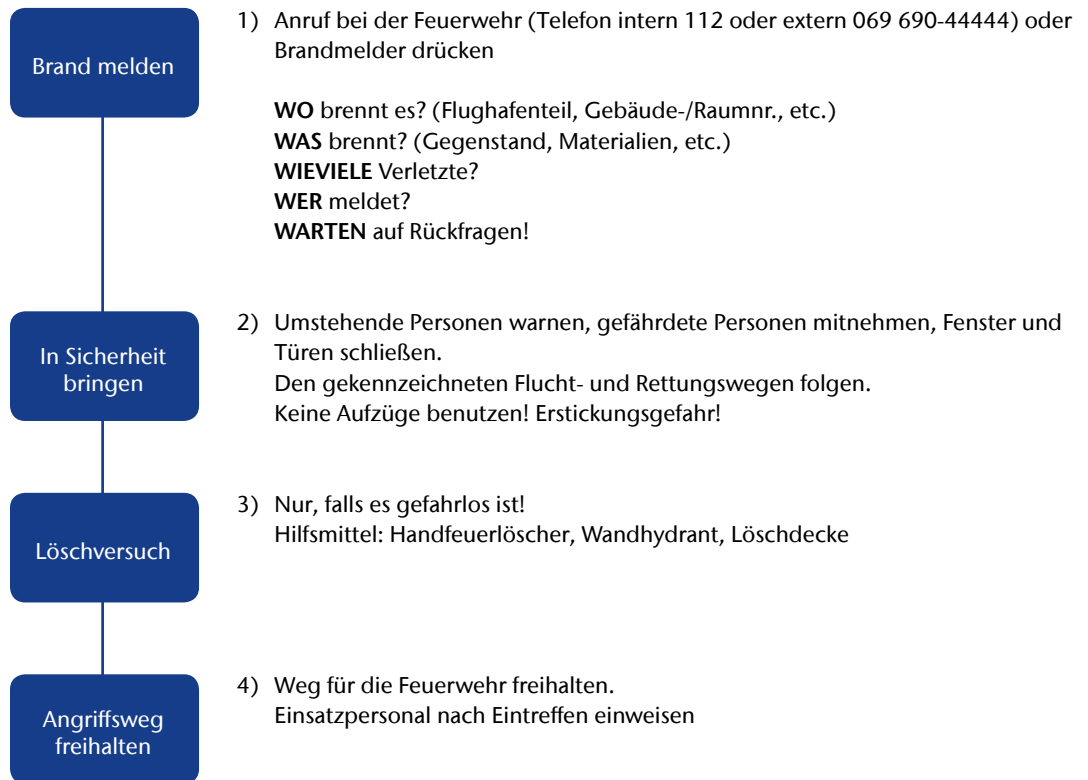 Brand melden
1) Anruf bei der Feuerwehr (Telefon intern 112 oder extern 069 690-44444) oder
Brandmelder drücken
WO brennt es? (Flughafenteil, Gebäude-/Raumnr., etc.)
WAS brennt? (Gegenstand, Materialien, etc.)
WIEVIELE Verletzte?
WER meldet?
WARTEN auf Rückfragen!
In Sicherheit
bringen
2) Umstehende Personen warnen, gefährdete Personen mitnehmen, Fenster und
Türen schließen.
Den gekennzeichneten Flucht- und Rettungswegen folgen.
Keine Aufzüge benutzen! Erstickungsgefahr!
Löschversuch
3) Nur, falls es gefahrlos ist!
Hilfsmittel: Handfeuerlöscher, Wandhydrant, Löschdecke
Angriffsweg
freihalten
4) Weg für die Feuerwehr freihalten.
Einsatzpersonal nach Eintreffen einweisen